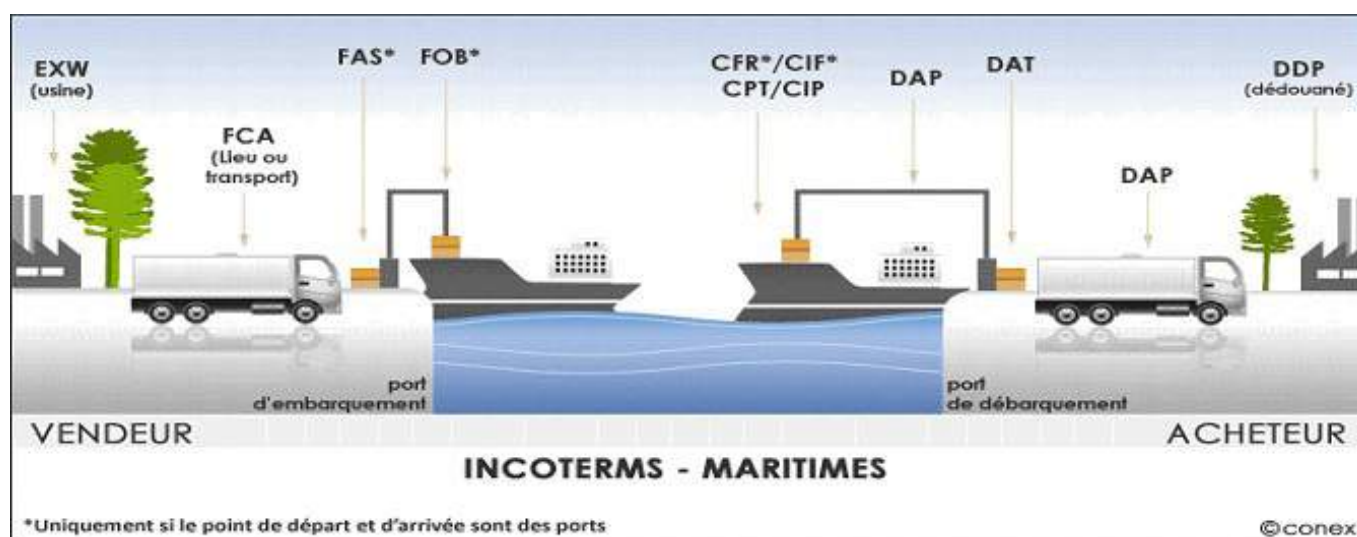 EXW
(usine)
FCA
(Lieu ou
transport)
FAS*
FOB*
CFR*/CIF*
CPT/CIP
DAP
DAT
DAP
DDP
(dédouané)
port
d'embarquement
port
de débarquement
VENDEUR
ACHETEUR
INCOTERMS - MARITIMES
*Uniquement si le point de départ et d'arrivée sont des ports
©conex